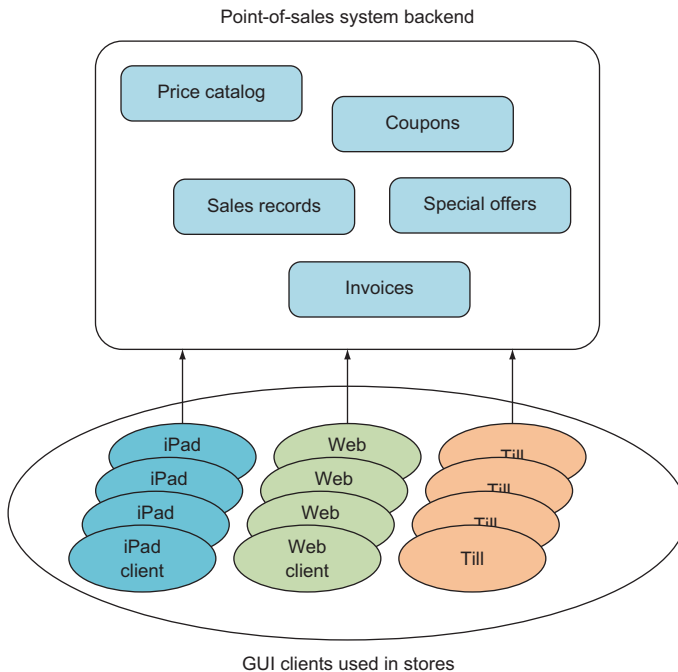 Point-of-sales system backend
Price catalog
Coupons
Sales records
Special offers
Invoices
iPad
Web
Till
iPad
Web
Till
iPad
Web
Till
iPad
client
Web
client
Till
GUI clients used in stores